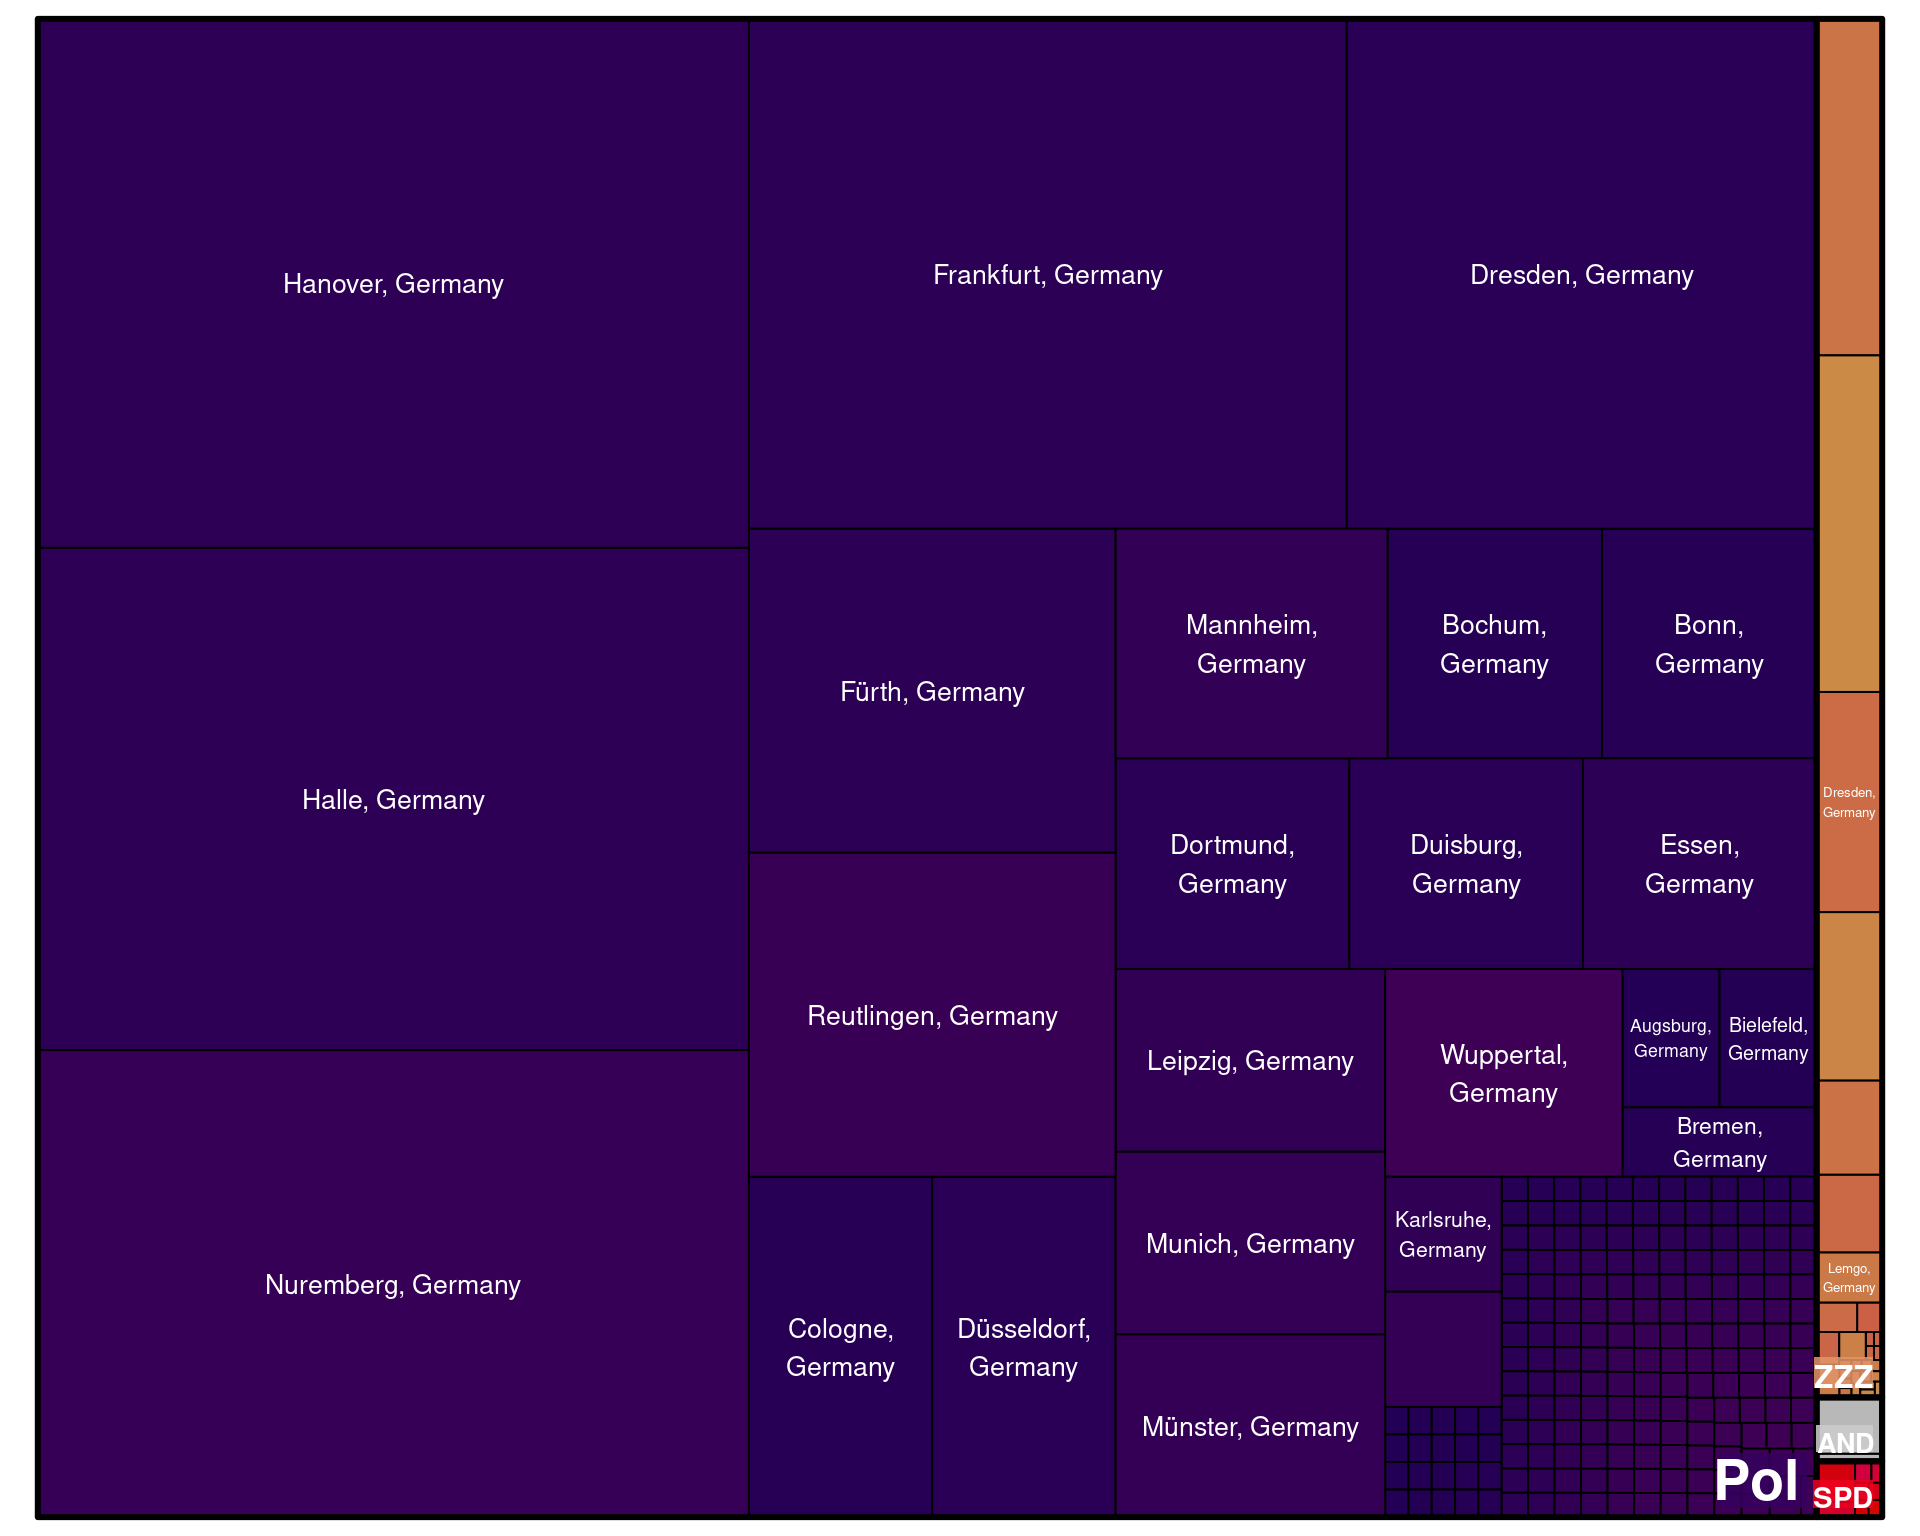 Hanover, Germany
Frankfurt, Germany
Dresden, Germany
Halle, Germany
Nuremberg, Germany
Fürth, Germany
Reutlingen, Germany
Cologne,
Germany
Düsseldorf,
Germany
Mannheim,
Germany
Bochum,
Germany
Bonn,
Germany
Dortmund,
Germany
Duisburg,
Germany
Essen,
Germany
Leipzig, Germany
Munich, Germany
Münster, Germany
Wuppertal,
Germany
Augsburg,
Germany
Bielefeld,
Germany
Bremen,
Germany
Karlsruhe,
Germany
Pol
Dresden,
Germany
Lemgo,
Germany
ZZZ
AND
SPD